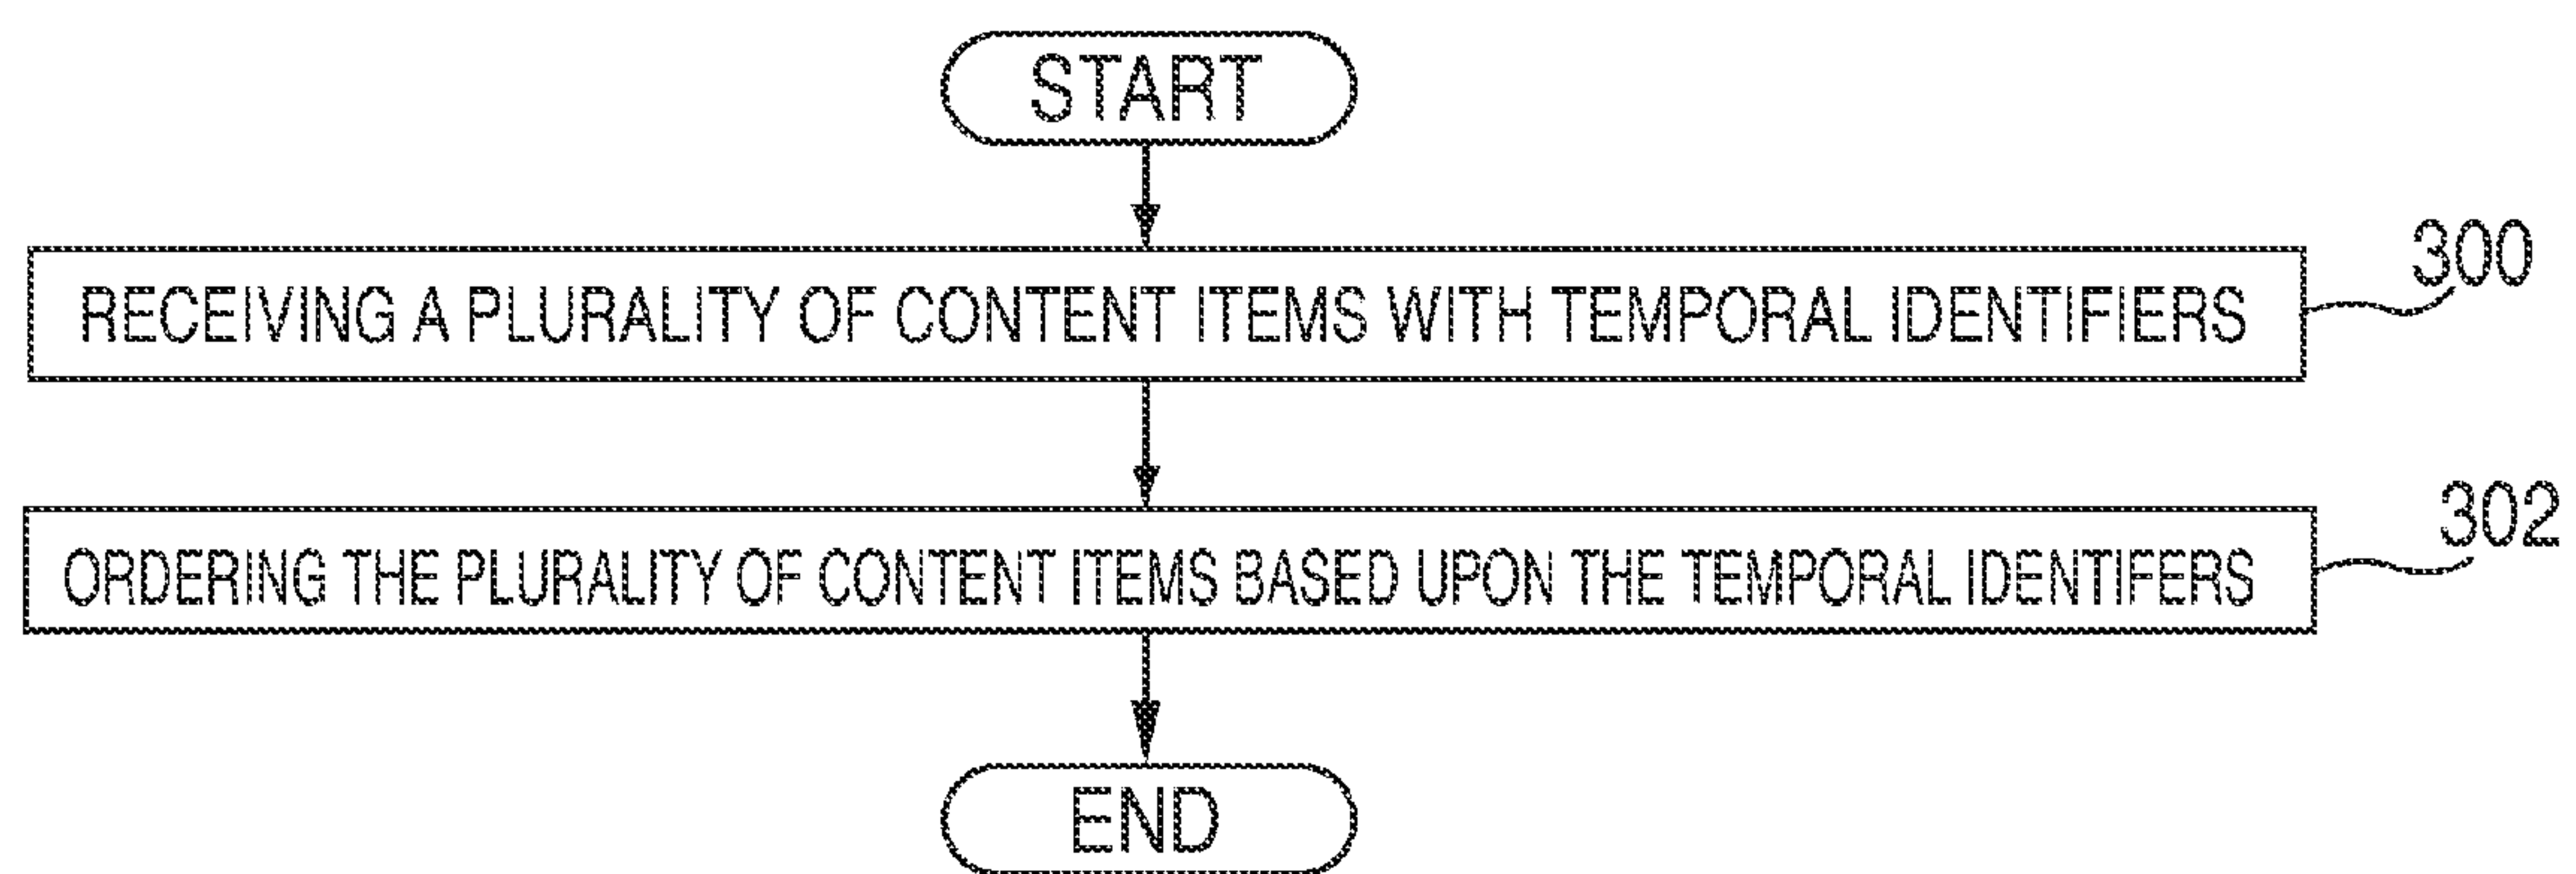 START
RECEIVING A PLURALITY OF CONTENT ITEMS WITH TEMPORAL IDENTIFIERS
300
ORDERING THE PLURALITY OF CONTENT ITEMS BASED UPON THE TEMPORAL IDENTIFERS
302
END